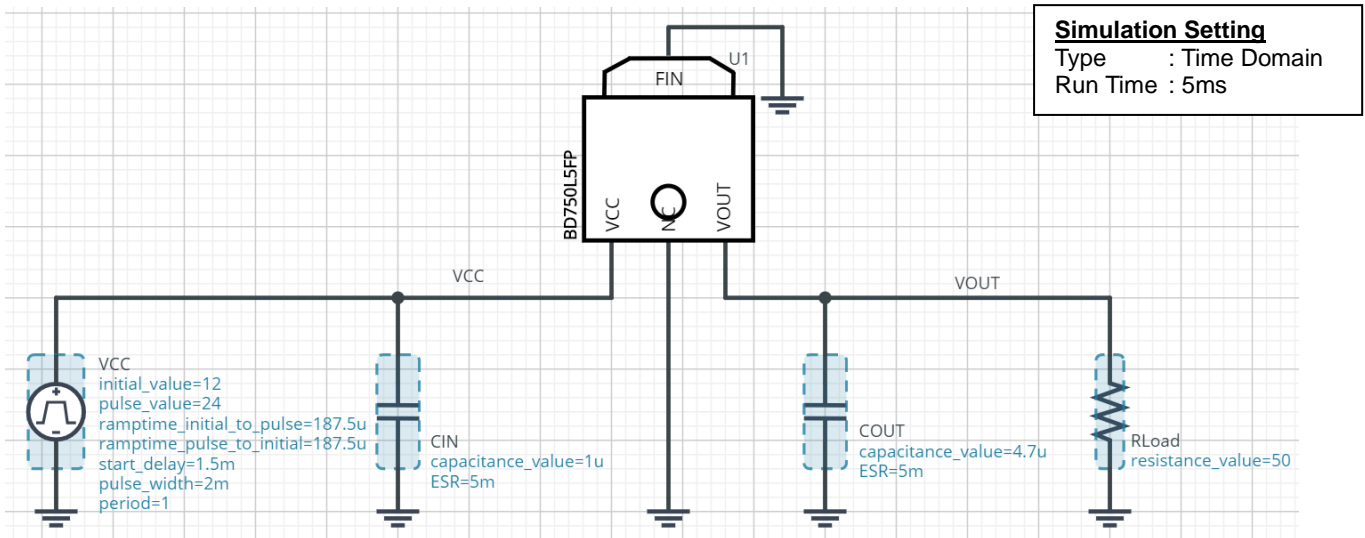 Simulation Setting
Type : Time Domain
Run Time : 5ms
U1
FIN
BD750L5FP
VCC
NC
VOUT
VCC
VOUT
VCC
initial_value=12
pulse_value=24
ramptime_initial_to_pulse=187.5u
ramptime_pulse_to_initial=187.5u
start_delay=1.5m
pulse_width=2m
period=1
CIN
capacitance_value=1u
ESR=5m
COUT
capacitance_value=4.7u
ESR=5m
RLoad
resistance_value=50